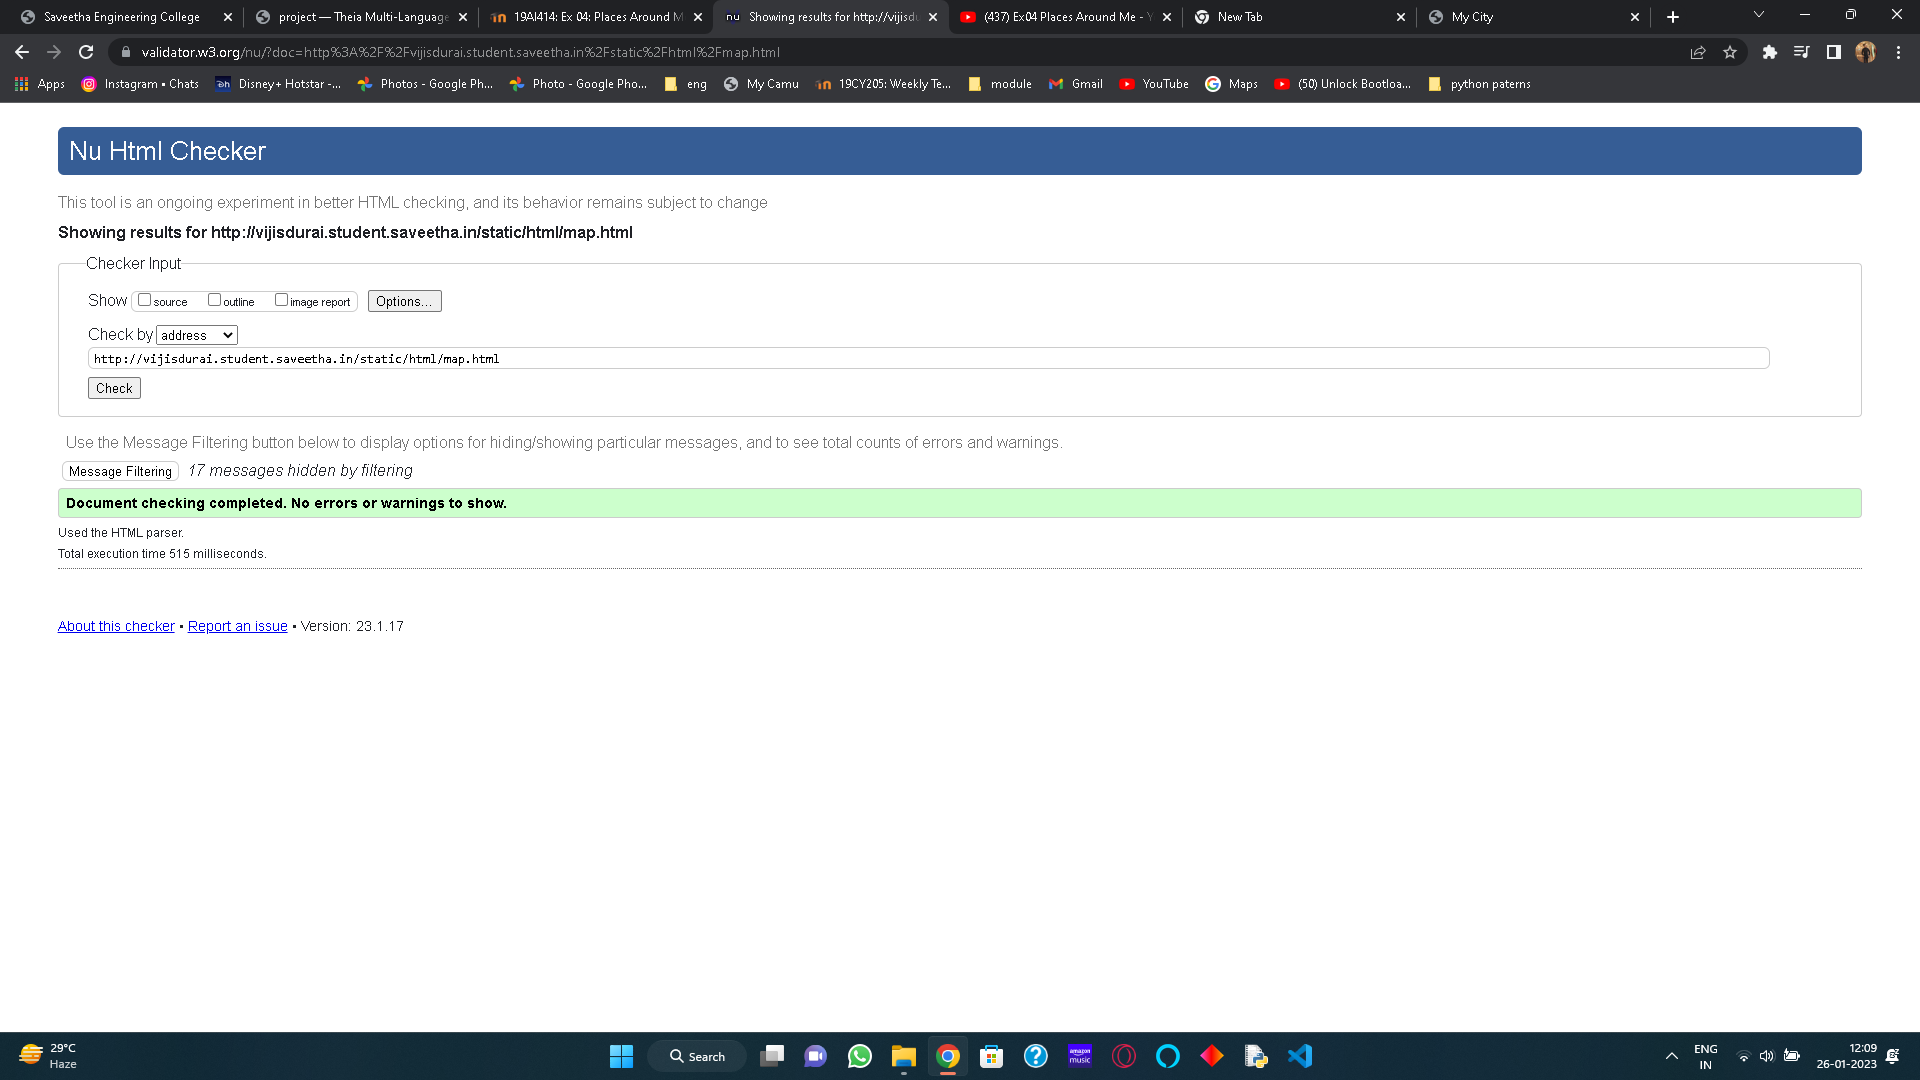 Saveetha Engineering College
project — Theia Multi-Language
19AI414: Ex 04: Places Around M
Showing results for http://vijisdu
(437) Ex04 Places Around Me - Y
New Tab
My City
validator.w3.org/nu/?doc=http%3A%2F%2Fvijisdurai.student.saveetha.in%2Fstatic%2Fhtml%2Fmap.html
Apps
Instagram • Chats
Disney+ Hotstar -...
Photos - Google Ph...
Photo - Google Pho...
eng
My Camu
19CY205: Weekly Te...
module
Gmail
YouTube
Maps
(50) Unlock Bootloa...
python paterns
Nu Html Checker
This tool is an ongoing experiment in better HTML checking, and its behavior remains subject to change
Showing results for http://vijisdurai.student.saveetha.in/static/html/map.html
Checker Input
Show source outline image report Options...
Check by address
http://vijisdurai.student.saveetha.in/static/html/map.html
Check
Use the Message Filtering button below to display options for hiding/showing particular messages, and to see total counts of errors and warnings.
Message Filtering 17 messages hidden by filtering
Document checking completed. No errors or warnings to show.
Used the HTML parser.
Total execution time 515 milliseconds.
About this checker • Report an issue • Version: 23.1.17
29°C
Haze
Search
amazon
music
ENG
IN
12:09
26-01-2023